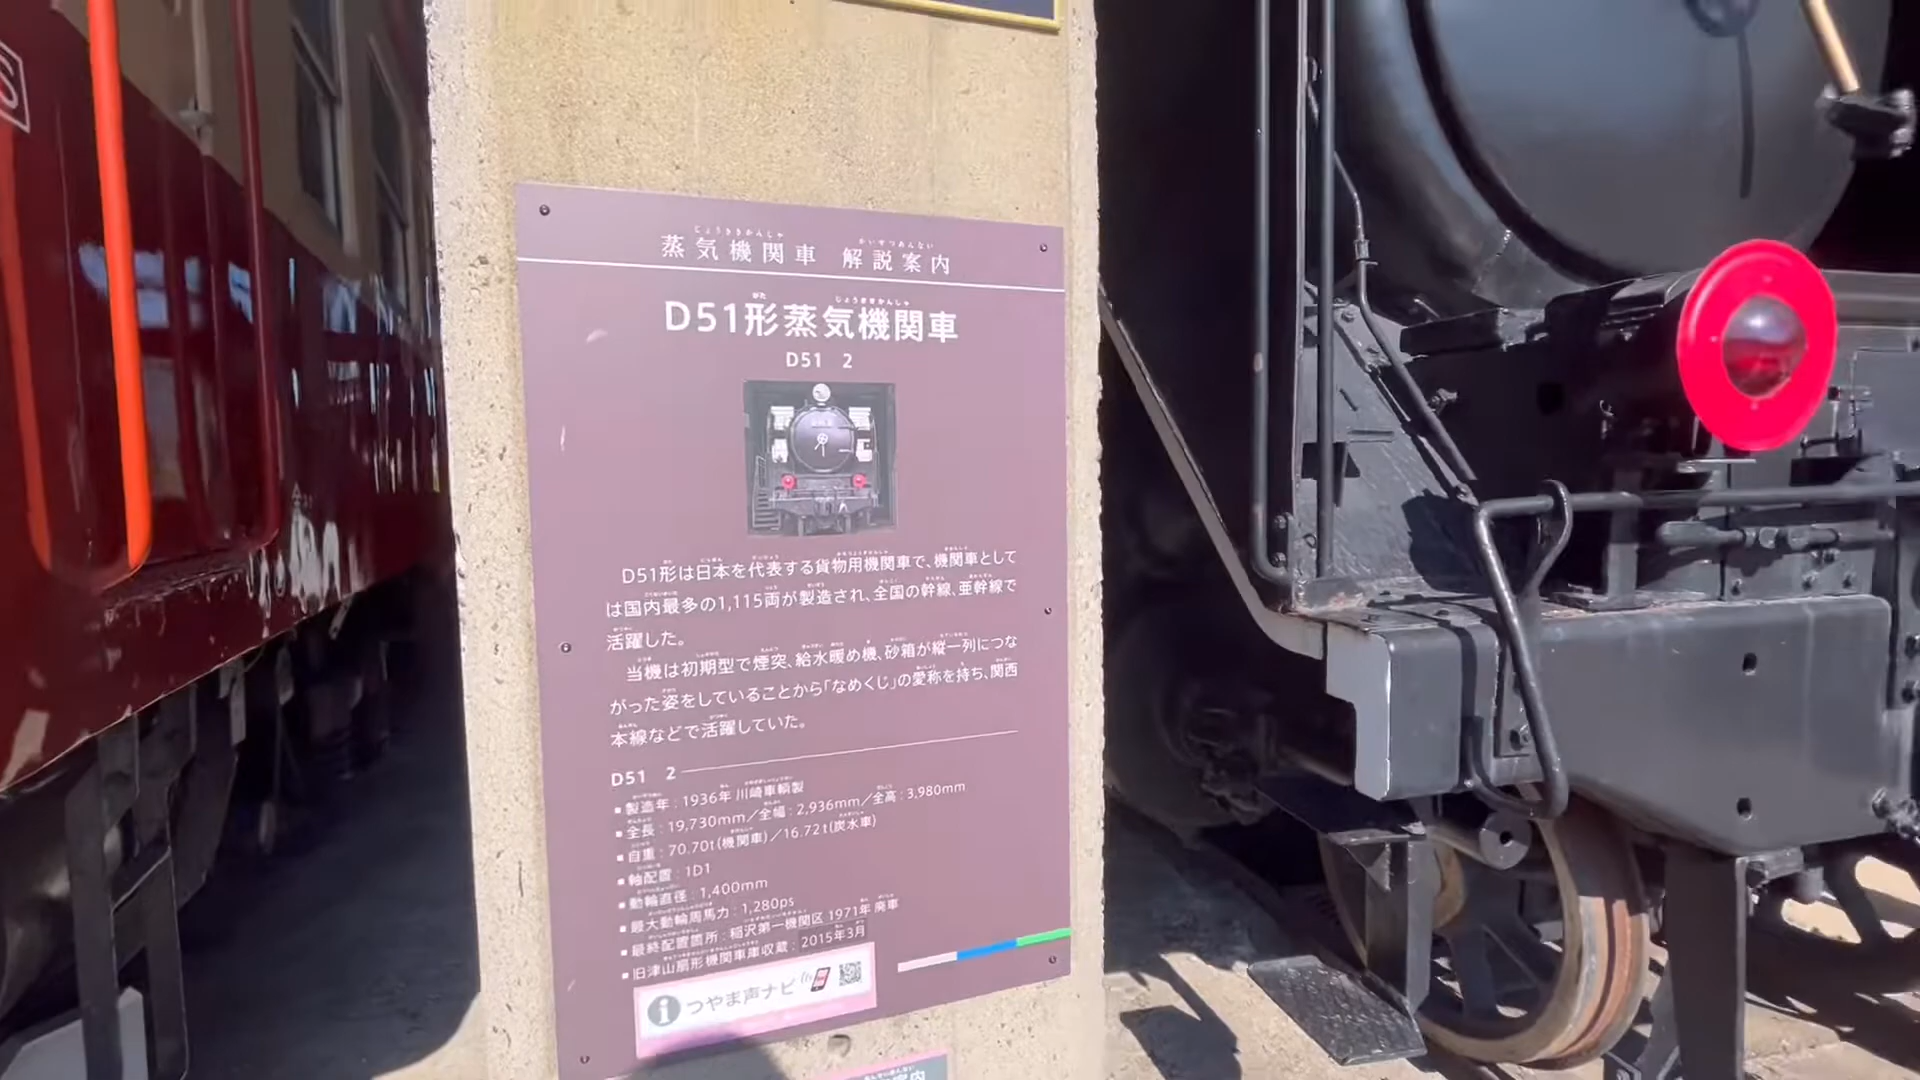 S
蒸気機関車 解説案内
D51形蒸気機関車
D51 2
D51形は日本を代表する貨物用機関車で、機関車として
は国内最多の1,115両が製造され、全国の幹線、亜幹線で
活躍した。
当機は初期型で煙突、給水暖め機、砂箱が縦一列につな
がった姿をしていることから「なめくじ」の愛称を持ち、関西
本線などで活躍していた。
D51 2
▪製造年 : 1936年 川崎車輌製
▪全長 : 19,730mm／全幅 : 2,936mm／全高 : 3,980mm
▪自重 : 70.70t(機関車)／16.72t(炭水車)
▪軸配置 : 1D1
▪動輪直径 : 1,400mm
▪最大動輪周馬力 : 1,280ps
▪最終配置箇所 : 稲沢第一機関区 1971年 廃車
▪旧津山扇形機関車庫収蔵 : 2015年3月
i つやま声ナビ
案内